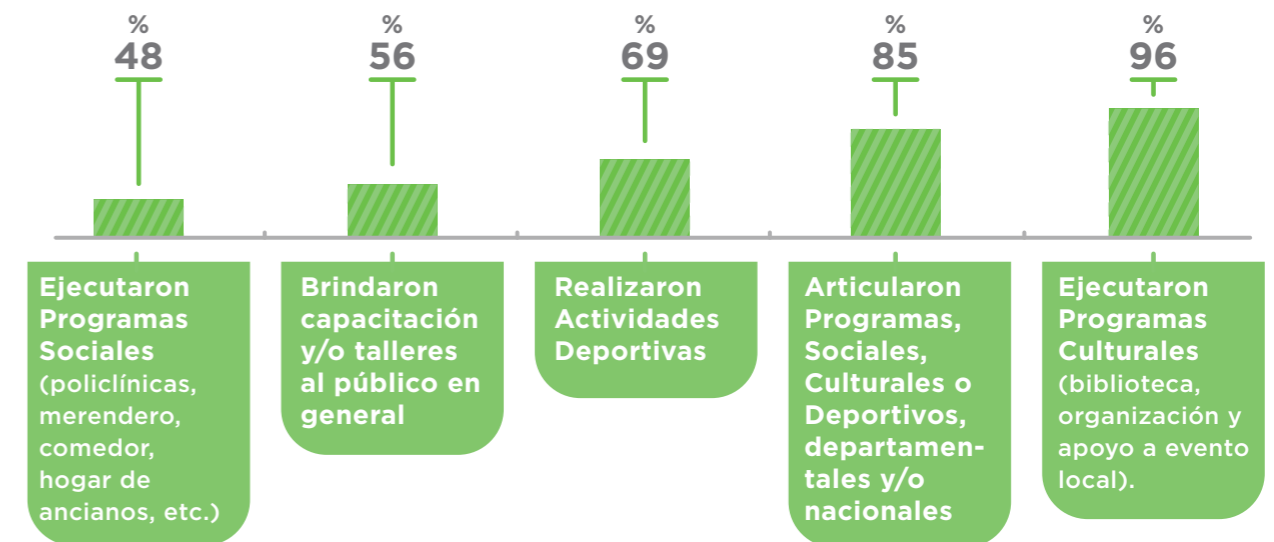 %
48
%
56
%
69
%
85
%
96
Ejecutaron
Programas
Sociales
(policlínicas,
merendero,
comedor,
hogar de
ancianos, etc.)
Brindaron
capacitación
y/o talleres
al público en
general
Realizaron
Actividades
Deportivas
Articularon
Programas,
Sociales,
Culturales o
Deportivos,
departamen-
tales y/o
nacionales
Ejecutaron
Programas
Culturales
(biblioteca,
organización y
apoyo a evento
local).